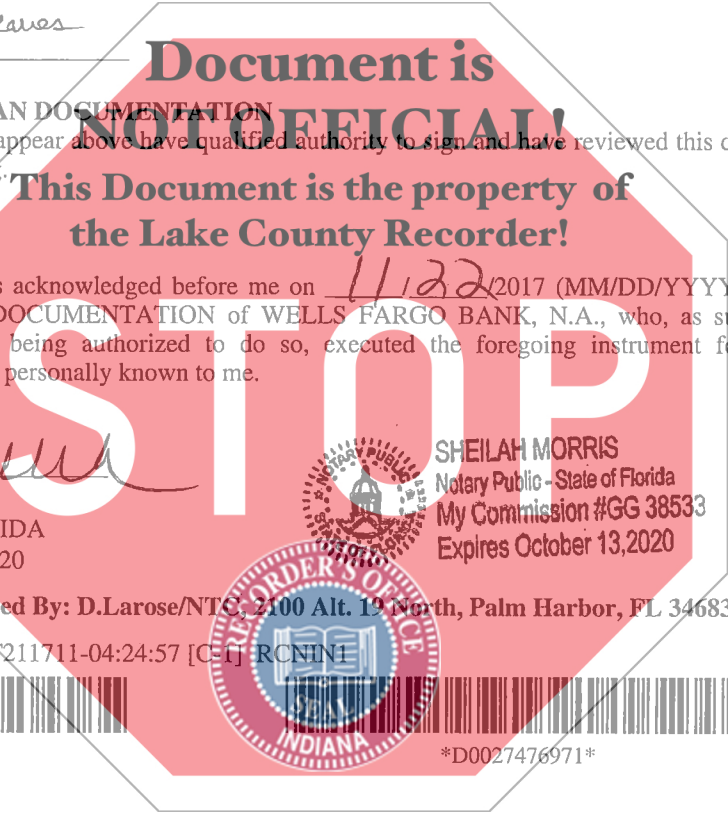 Document is
AN DOCUMENTATION
NOT OFFICIAL!
appear above have qualified authority to sign and have reviewed this
This Document is the property of
the Lake County Recorder!
s acknowledged before me on 11/22/2017 (MM/DD/YYYY
DOCUMENTATION of WELLS FARGO BANK, N.A., who, as
being authorized to do so, executed the foregoing instrument
personally known to me.
STOP
NOTARY PUBLIC
SHEILAH MORRIS
Notary Public - State of Florida
My Commission #GG 38533
Expires October 13,2020
IDA
20
RECORDER'S OFFICE
ed By: D.Larose/NTC, 2100 Alt. 19 North, Palm Harbor, FL 34683
211711-04:24:57 [C-1] RCNIN1
SEAL
INDIANA
*D0027476971*